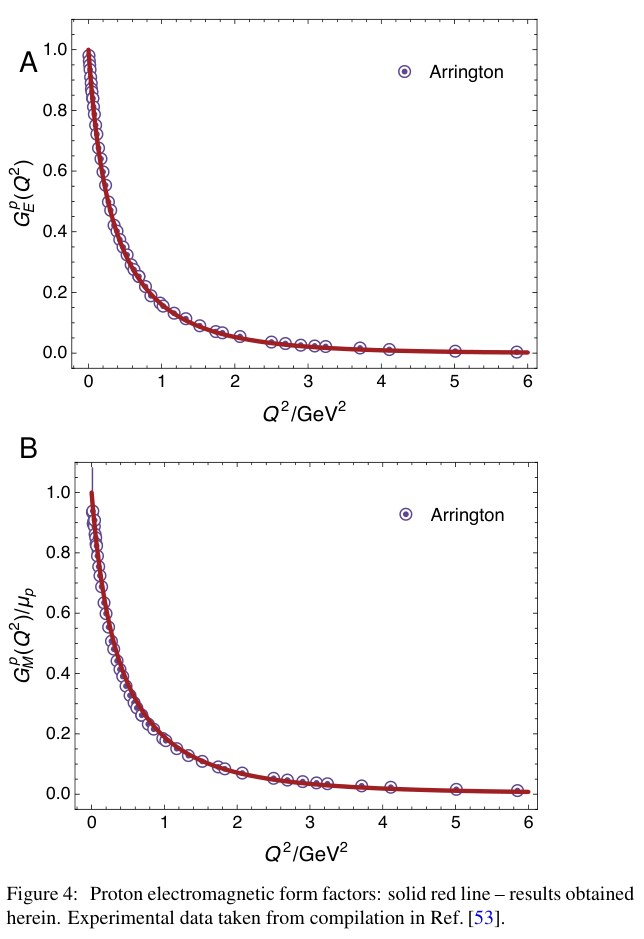 A
1.0
0.8
0.6
0.4
0.2
0.0
G_E^p(Q^2)
Arrington
0 1 2 3 4 5 6
Q^2/GeV^2
B
1.0
0.8
0.6
0.4
0.2
0.0
G_M^p(Q^2)/μ_p
Arrington
0 1 2 3 4 5 6
Q^2/GeV^2
Figure 4: Proton electromagnetic form factors: solid red line – results obtained
herein. Experimental data taken from compilation in Ref. [53].